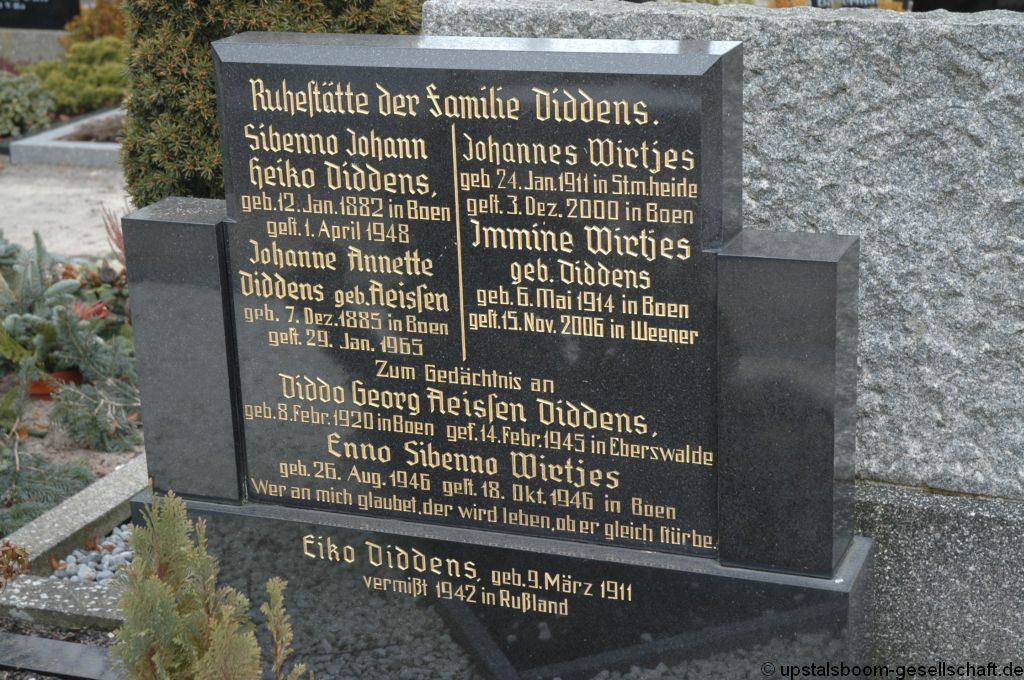 Ruheſtätte der Familie Diddens.
Sibenno Johann
Heiko Diddens,
geb. 12. Jan. 1882 in Boen
geſt. 1. April 1948
Johanne Annette
Diddens geb. Aeisſen
geb. 7. Dez. 1885 in Boen
geſt. 29. Jan. 1965
Johannes Wirtjes
geb. 24. Jan. 1911 in Stm.heide
geſt. 3. Dez. 2000 in Boen
Immine Wirtjes
geb. Diddens
geb. 6. Mai 1914 in Boen
geſt. 15. Nov. 2006 in Weener
Zum Gedächtnis an
Diddo Georg Aeisſen Diddens,
geb. 8. Febr. 1920 in Boen gef. 14. Febr. 1945 in Eberswalde
Enno Sibenno Wirtjes
geb. 26. Aug. 1946 geſt. 18. Okt. 1946 in Boen
Wer an mich glaubet, der wird leben, ob er gleich ſtürbe.
Eiko Diddens, geb. 9. März 1911
vermißt 1942 in Rußland
© upstalsboom-gesellschaft.de